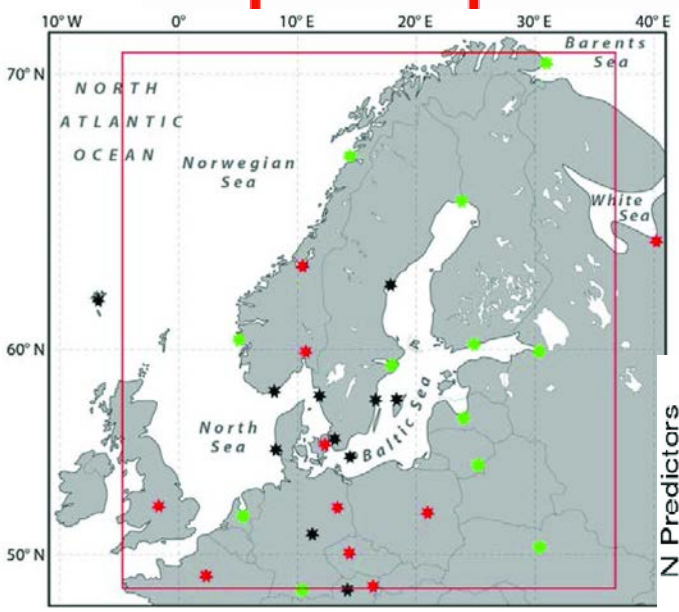 10° W 0° 10° E 20° E 30° E 40° E
Barents
Sea
70° N
NORTH
ATLANTIC
OCEAN
Norwegian
Sea
White
Sea
60° N
North
Sea
Baltic Sea
50° N
N Predictors